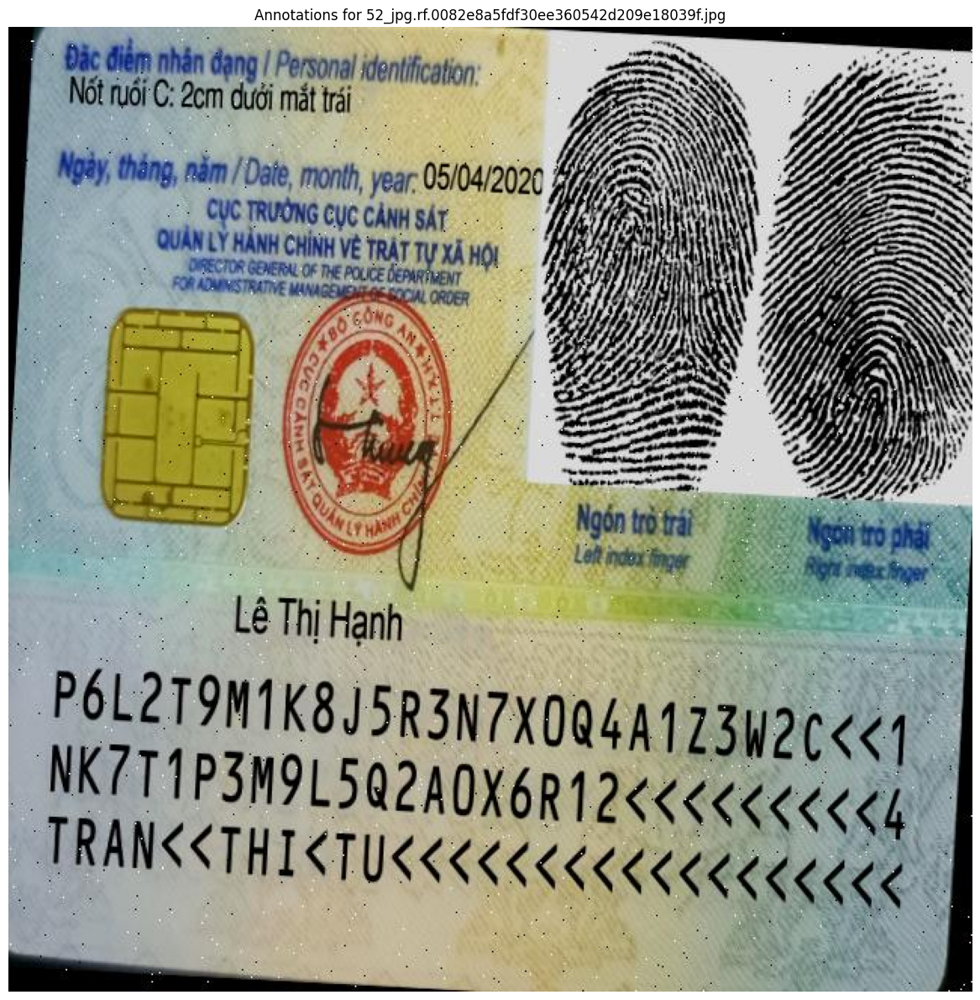 Annotations for 52_jpg.rf.0082e8a5fdf30ee360542d209e18039f.jpg
Đăc điểm nhân dạng / Personal identification:
Nốt ruồi C: 2cm dưới mắt trái
Ngày, tháng, năm / Date, month, year: 05/04/2020
CỤC TRƯỞNG CỤC CẢNH SÁT
QUẢN LÝ HÀNH CHÍNH VỀ TRẬT TỰ XÃ HỘI
DIRECTOR GENERAL OF THE POLICE DEPARTMENT
FOR ADMINISTRATIVE MANAGEMENT OF SOCIAL ORDER
BỘ CÔNG AN
CỤC CẢNH SÁT QUẢN LÝ HÀNH CHÍNH
Ngón trỏ trái
Left index finger
Ngón trỏ phải
Right index finger
Lê Thị Hạnh
P6L2T9M1K8J5R3N7X0Q4A1Z3W2C<<1
NK7T1P3M9L5Q2A0X6R12<<<<<<<<<4
TRAN<<THI<TU<<<<<<<<<<<<<<<<<<